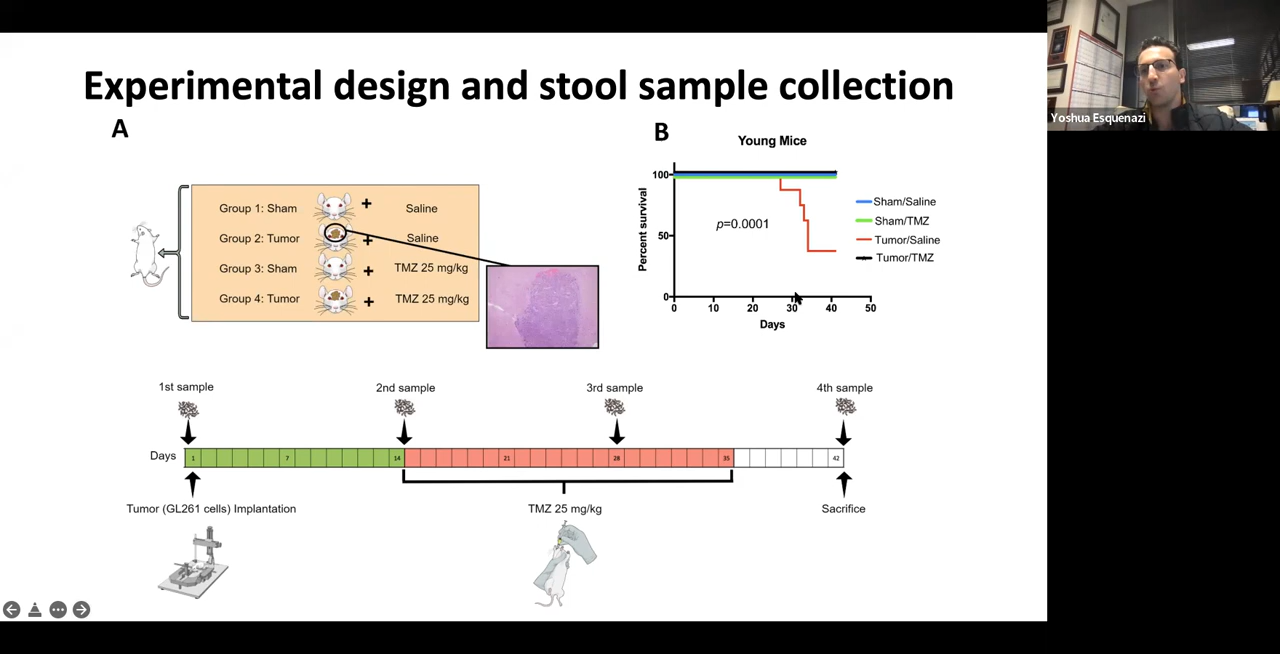 Experimental design and stool sample collection
A
Group 1: Sham + Saline
Group 2: Tumor + Saline
Group 3: Sham + TMZ 25 mg/kg
Group 4: Tumor + TMZ 25 mg/kg
B
Young Mice
Percent survival
100
50
0
p=0.0001
0 10 20 30 40 50
Days
Sham/Saline
Sham/TMZ
Tumor/Saline
Tumor/TMZ
1st sample 2nd sample 3rd sample 4th sample
Days 1 7 14 21 28 35 42
Tumor (GL261 cells) Implantation TMZ 25 mg/kg Sacrifice
Yoshua Esquenazi